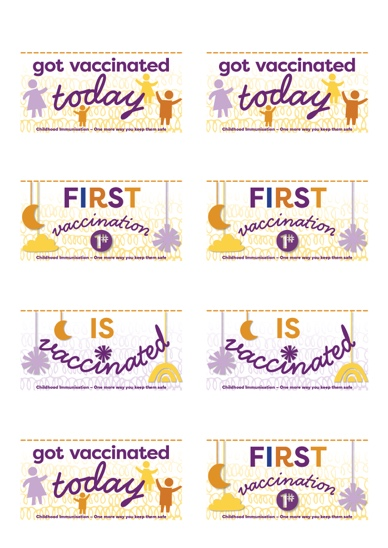 got vaccinated
today
Childhood Immunisation – One more way you keep them safe
got vaccinated
today
Childhood Immunisation – One more way you keep them safe
FIRST
vaccination
1#
Childhood Immunisation – One more way you keep them safe
FIRST
vaccination
1#
Childhood Immunisation – One more way you keep them safe
IS
vaccinated
Childhood Immunisation – One more way you keep them safe
IS
vaccinated
Childhood Immunisation – One more way you keep them safe
got vaccinated
today
Childhood Immunisation – One more way you keep them safe
FIRST
vaccination
1#
Childhood Immunisation – One more way you keep them safe